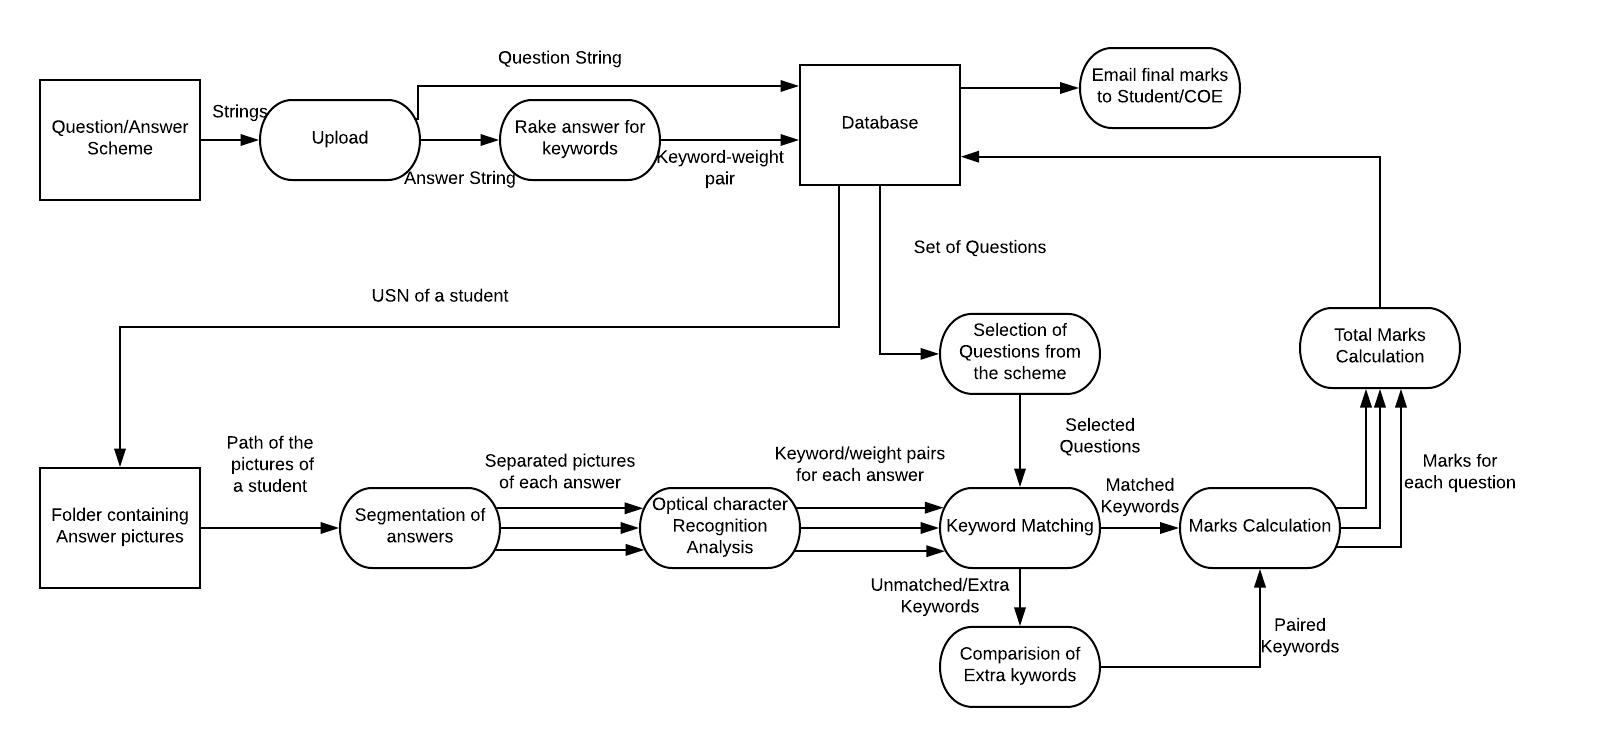 Question String
Email final marks
to Student/COE
Strings
Question/Answer
Scheme
Upload
Rake answer for
keywords
Database
Answer String
Keyword-weight
pair
Set of Questions
USN of a student
Selection of
Questions from
the scheme
Total Marks
Calculation
Path of the
pictures of
a student
Separated pictures
of each answer
Keyword/weight pairs
for each answer
Selected
Questions
Matched
Keywords
Marks for
each question
Folder containing
Answer pictures
Segmentation of
answers
Optical character
Recognition
Analysis
Keyword Matching
Marks Calculation
Unmatched/Extra
Keywords
Paired
Keywords
Comparision of
Extra kywords